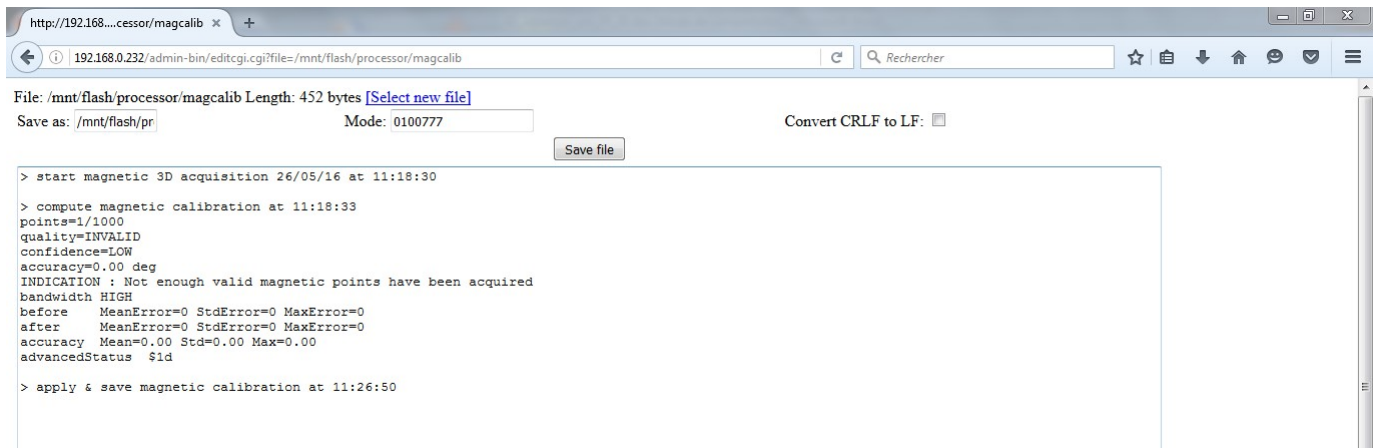 http://192.168....cessor/magcalib × +
192.168.0.232/admin-bin/editcgi.cgi?file=/mnt/flash/processor/magcalib
Rechercher
File: /mnt/flash/processor/magcalib Length: 452 bytes [Select new file]
Save as: /mnt/flash/pr Mode: 0100777 Convert CRLF to LF:
Save file
> start magnetic 3D acquisition 26/05/16 at 11:18:30
> compute magnetic calibration at 11:18:33
points=1/1000
quality=INVALID
confidence=LOW
accuracy=0.00 deg
INDICATION : Not enough valid magnetic points have been acquired
bandwidth HIGH
before MeanError=0 StdError=0 MaxError=0
after MeanError=0 StdError=0 MaxError=0
accuracy Mean=0.00 Std=0.00 Max=0.00
advancedStatus $1d
> apply & save magnetic calibration at 11:26:50